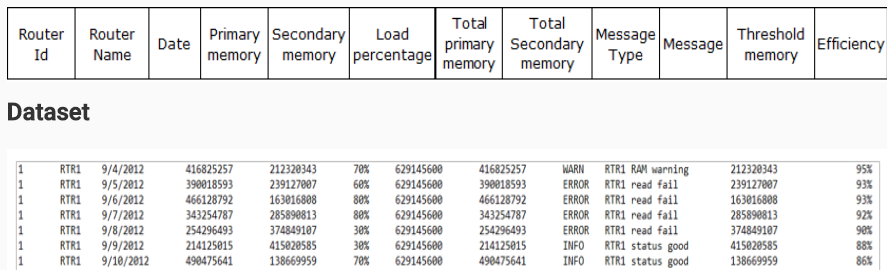 Router Id Router Name Date Primary memory Secondary memory Load percentage Total primary memory Total Secondary memory Message Type Message Threshold memory Efficiency
Dataset
1 RTR1 9/4/2012 416825257 212320343 70% 629145600 416825257 WARN RTR1 RAM warning 212320343 95%
1 RTR1 9/5/2012 390018593 239127007 60% 629145600 390018593 ERROR RTR1 read fail 239127007 93%
1 RTR1 9/6/2012 466128792 163016808 80% 629145600 466128792 ERROR RTR1 read fail 163016808 93%
1 RTR1 9/7/2012 343254787 285890813 80% 629145600 343254787 ERROR RTR1 read fail 285890813 92%
1 RTR1 9/8/2012 254296493 374849107 30% 629145600 254296493 ERROR RTR1 read fail 374849107 90%
1 RTR1 9/9/2012 214125015 415020585 30% 629145600 214125015 INFO RTR1 status good 415020585 88%
1 RTR1 9/10/2012 490475641 138669959 70% 629145600 490475641 INFO RTR1 status good 138669959 86%